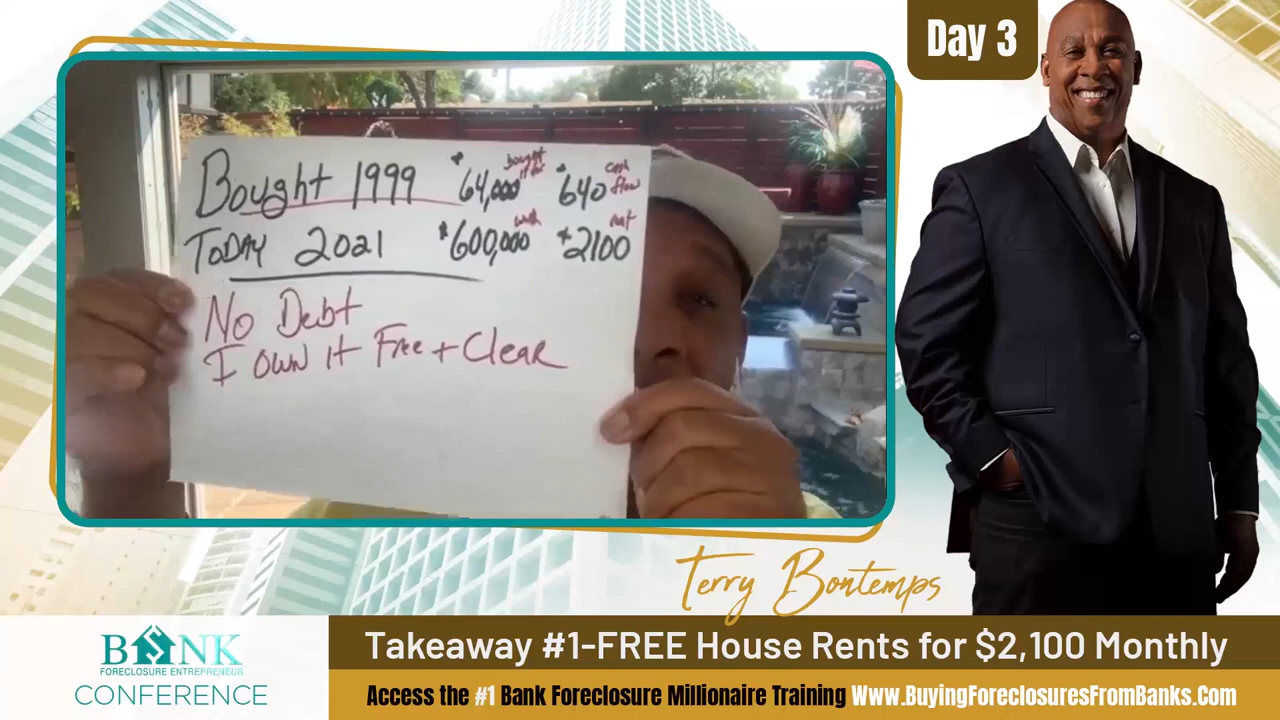 Day 3
Bought 1999 $64,000 bought it for $640 cash flow
TODAY 2021 $600,000 worth $2100 net
No Debt
I OWN It Free + Clear
Terry Bontemps
BANK
FORECLOSURE ENTREPRENEUR
CONFERENCE
Takeaway #1-FREE House Rents for $2,100 Monthly
Access the #1 Bank Foreclosure Millionaire Training Www.BuyingForeclosuresFromBanks.Com